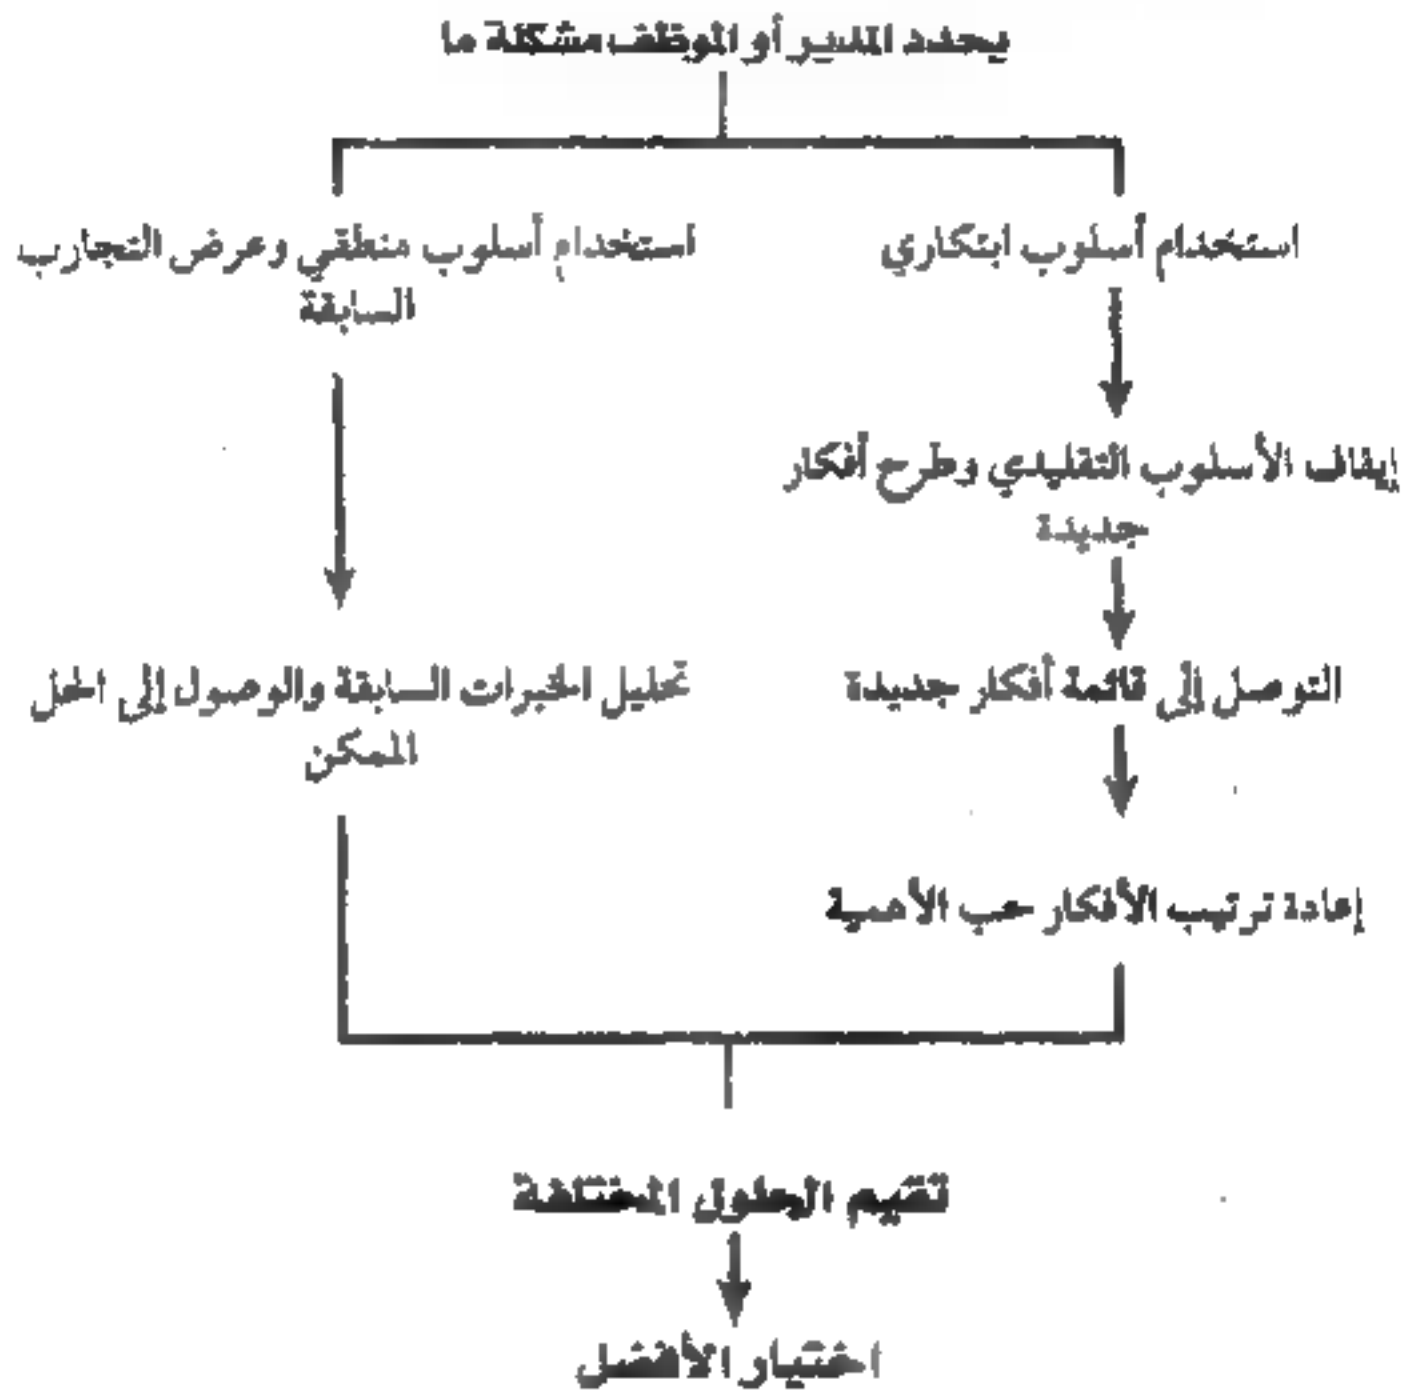 يحدد المدير أو الموظف مشكلة ما
استخدام أسلوب ابتكاري
إيقاف الأسلوب التقليدي وطرح أفكار
جديدة
التوصل إلى قائمة أفكار جديدة
إعادة ترتيب الأفكار حب الأهمية
استخدام أسلوب منطقي وعرض التجارب
السابقة
تحليل الخبرات السابقة والوصول إلى الحل
الممكن
تقييم الحلول المختلفة
اختيار الأفضل